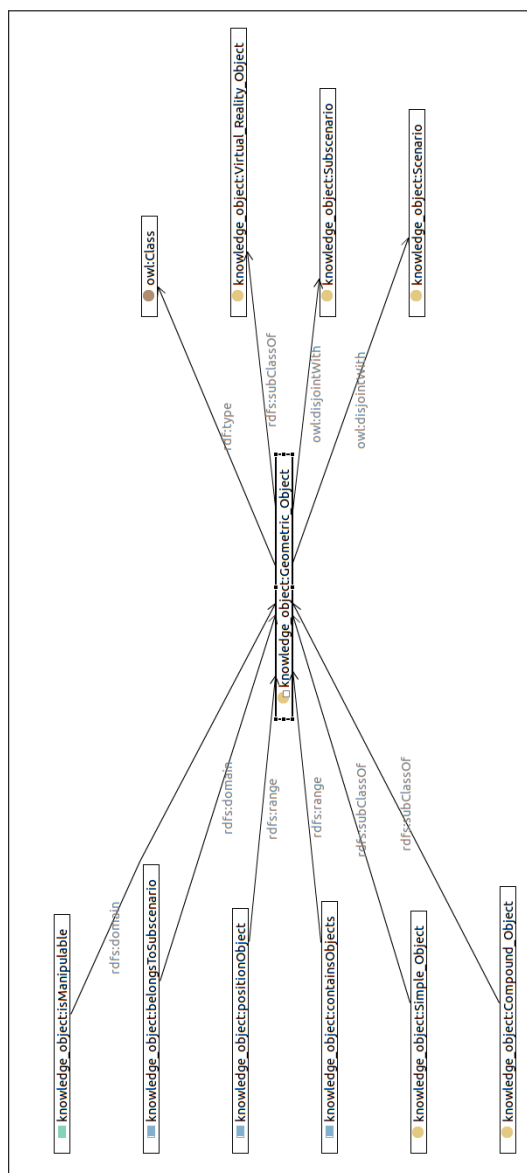 knowledge_object:isManipulable
knowledge_object:belongsToSubscenario
knowledge_object:positionObject
knowledge_object:containsObjects
knowledge_object:Simple_Object
knowledge_object:Compound_Object
rdfs:domain
rdfs:domain
rdfs:range
rdfs:range
rdfs:subClassOf
rdfs:subClassOf
knowledge_object:Geometric_Object
rdf:type
rdfs:subClassOf
owl:disjointWith
owl:disjointWith
owl:Class
knowledge_object:Virtual_Reality_Object
knowledge_object:Subscenario
knowledge_object:Scenario